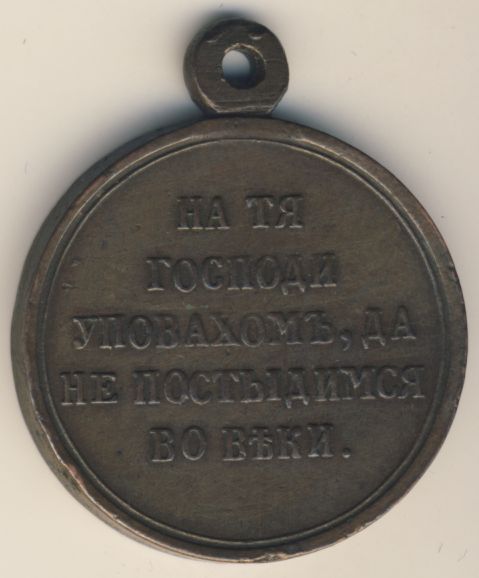 НА ТЯ
ГОСПОДИ
УПОВАХОМЪ, ДА
НЕ ПОСТЫДИМСЯ
ВО ВѢКИ.